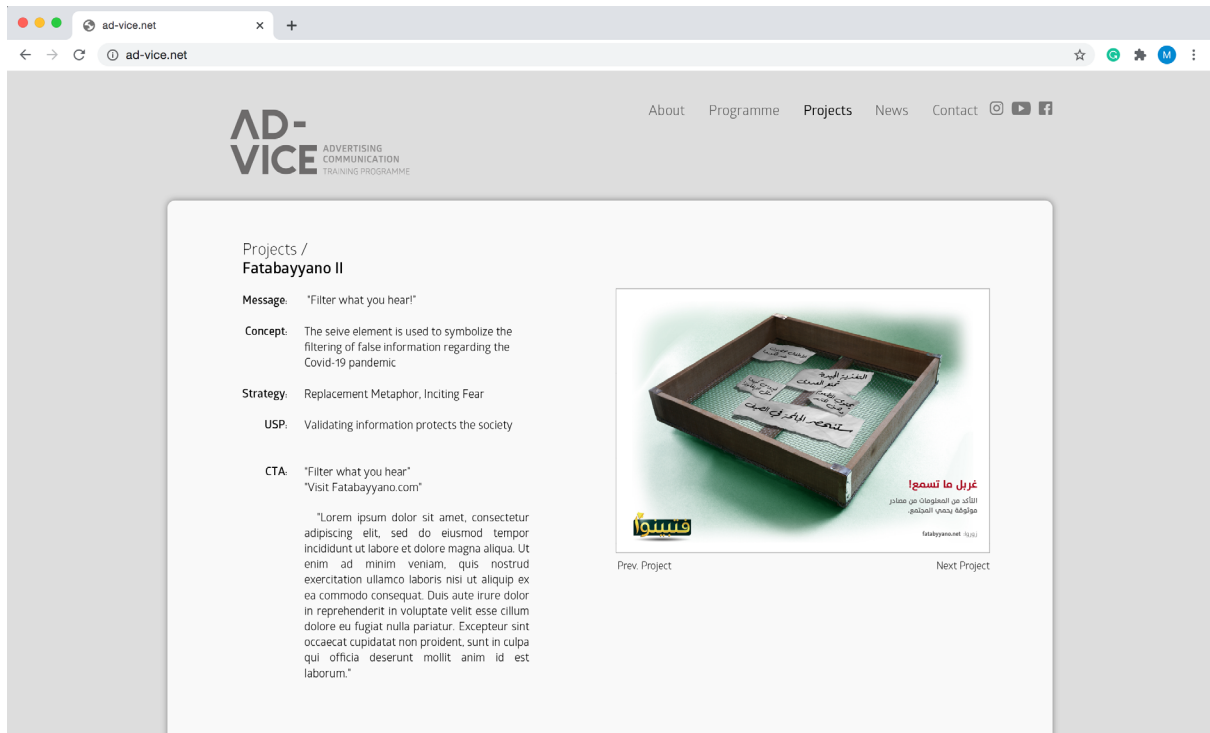 ad-vice.net
ad-vice.net
M
AD-
VICE
ADVERTISING
COMMUNICATION
TRAINING PROGRAMME
About Programme Projects News Contact
Projects /
Fatabayyano II
Message: "Filter what you hear!"
Concept: The seive element is used to symbolize the
filtering of false information regarding the
Covid-19 pandemic
Strategy: Replacement Metaphor, Inciting Fear
USP: Validating information protects the society
CTA: "Filter what you hear"
"Visit Fatabayyano.com"
"Lorem ipsum dolor sit amet, consectetur
adipiscing elit, sed do eiusmod tempor
incididunt ut labore et dolore magna aliqua. Ut
enim ad minim veniam, quis nostrud
exercitation ullamco laboris nisi ut aliquip ex
ea commodo consequat. Duis aute irure dolor
in reprehenderit in voluptate velit esse cillum
dolore eu fugiat nulla pariatur. Excepteur sint
occaecat cupidatat non proident, sunt in culpa
qui officia deserunt mollit anim id est
laborum."
ستنحصر الجائحة في الصيف
غربل ما تسمع!
التأكد من المعلومات من مصادر
موثوقة يحمي المجتمع.
زوروا: fatabyyano.net
فتبينوا
Prev. Project
Next Project